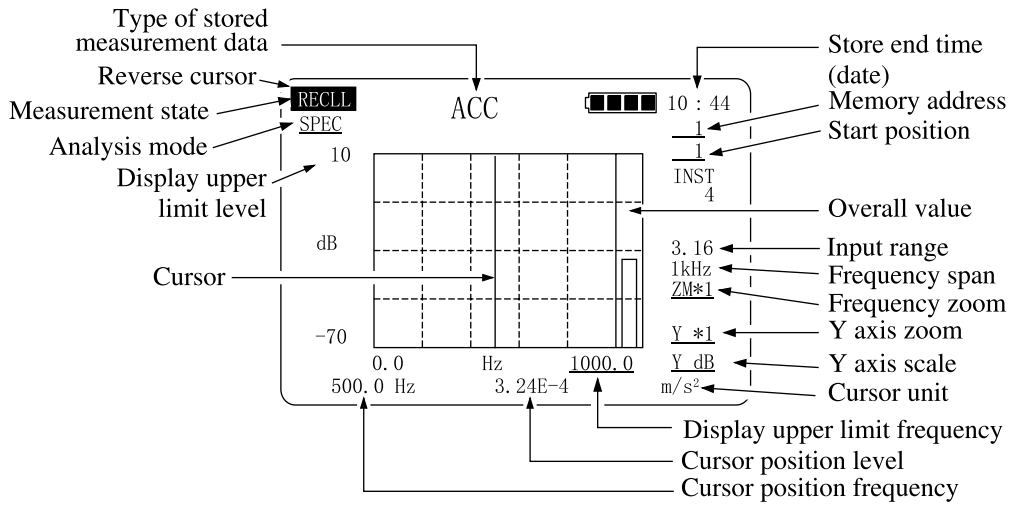 Type of stored
measurement data
Reverse cursor
Measurement state
Analysis mode
Display upper
limit level
Cursor
RECLL
SPEC
ACC
10 : 44
1
1
INST
4
10
dB
-70
3.16
1kHz
ZM*1
Y *1
Y dB
m/s²
0.0
Hz
1000.0
500.0 Hz
3.24E-4
Store end time
(date)
Memory address
Start position
Overall value
Input range
Frequency span
Frequency zoom
Y axis zoom
Y axis scale
Cursor unit
Display upper limit frequency
Cursor position level
Cursor position frequency